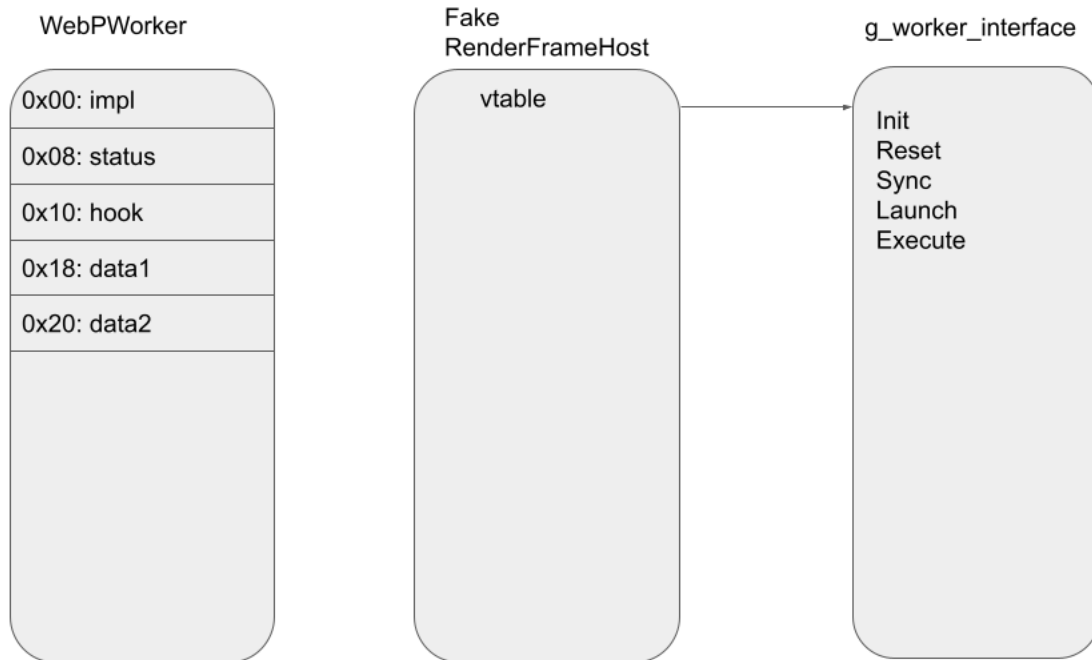 WebPWorker
0x00: impl
0x08: status
0x10: hook
0x18: data1
0x20: data2
Fake
RenderFrameHost
vtable
g_worker_interface
Init
Reset
Sync
Launch
Execute